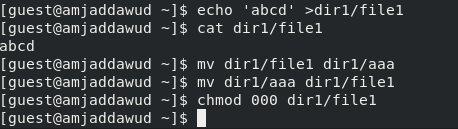 [guest@amjaddawud ~]$ echo 'abcd' >dir1/file1
[guest@amjaddawud ~]$ cat dir1/file1
abcd
[guest@amjaddawud ~]$ mv dir1/file1 dir1/aaa
[guest@amjaddawud ~]$ mv dir1/aaa dir1/file1
[guest@amjaddawud ~]$ chmod 000 dir1/file1
[guest@amjaddawud ~]$